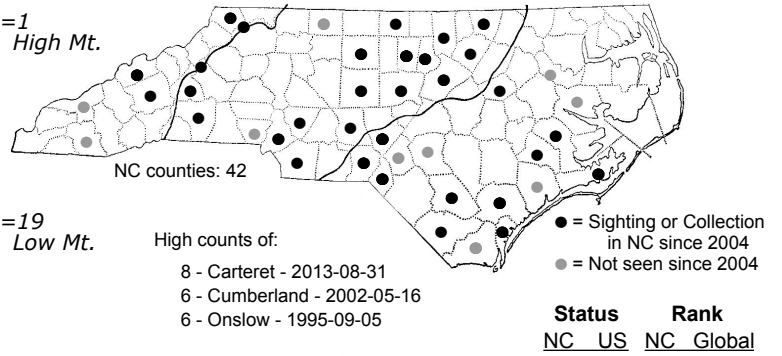 =1
High Mt.
NC counties: 42
=19
Low Mt.
High counts of:
8 - Carteret - 2013-08-31
6 - Cumberland - 2002-05-16
6 - Onslow - 1995-09-05
= Sighting or Collection
in NC since 2004
= Not seen since 2004
Status Rank
NC US NC Global